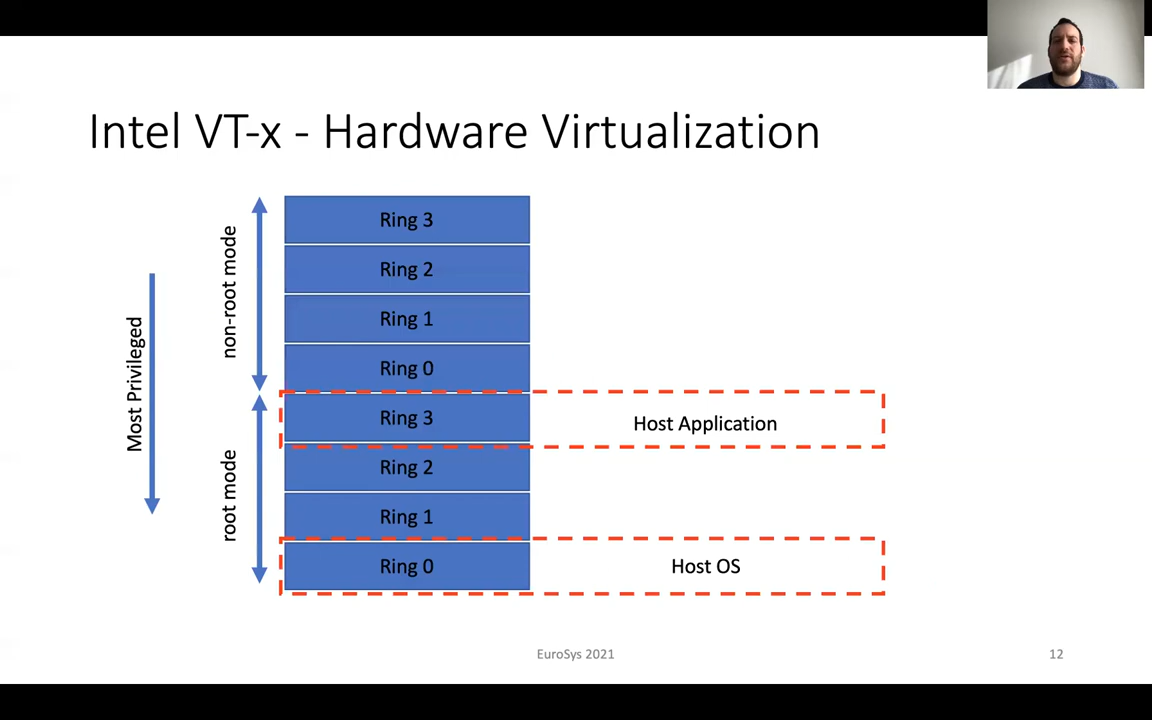 Intel VT-x - Hardware Virtualization
Most Privileged
non-root mode
root mode
Ring 3
Ring 2
Ring 1
Ring 0
Ring 3
Host Application
Ring 2
Ring 1
Ring 0
Host OS
EuroSys 2021
12